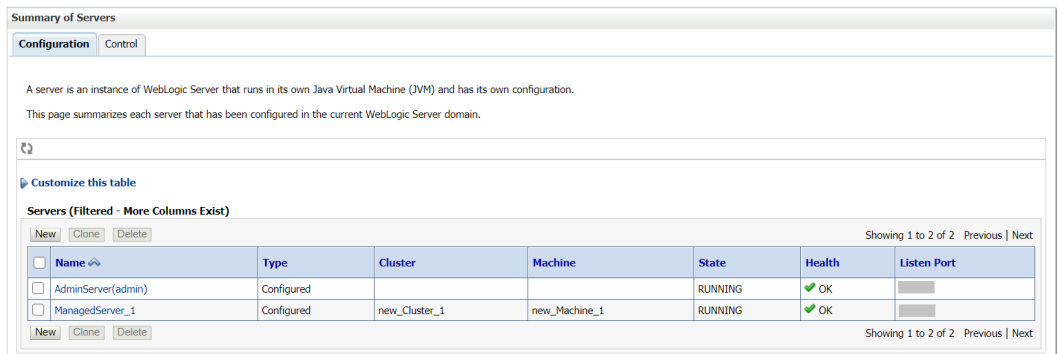 Summary of Servers
Configuration Control
A server is an instance of WebLogic Server that runs in its own Java Virtual Machine (JVM) and has its own configuration.
This page summarizes each server that has been configured in the current WebLogic Server domain.
Customize this table
Servers (Filtered - More Columns Exist)
New Clone Delete Showing 1 to 2 of 2 Previous | Next
Name Type Cluster Machine State Health Listen Port
AdminServer(admin) Configured RUNNING OK
ManagedServer_1 Configured new_Cluster_1 new_Machine_1 RUNNING OK
New Clone Delete Showing 1 to 2 of 2 Previous | Next